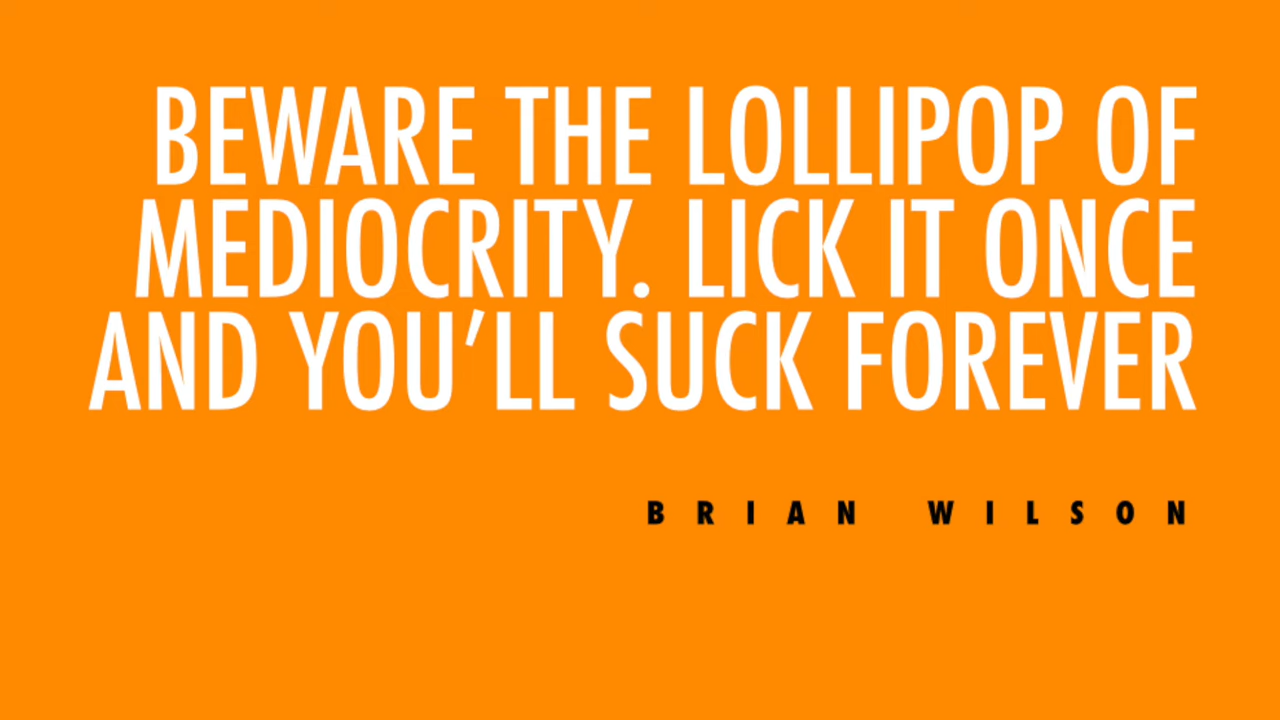 BEWARE THE LOLLIPOP OF
MEDIOCRITY. LICK IT ONCE
AND YOU’LL SUCK FOREVER
BRIAN WILSON